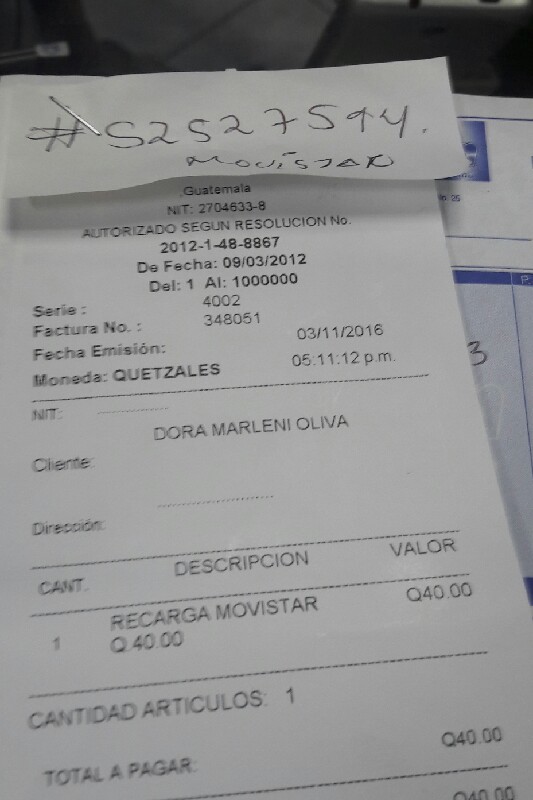 # 52527594.
MOVISTAR
Guatemala
NIT: 2704633-8
AUTORIZADO SEGUN RESOLUCION No.
2012-1-48-8867
De Fecha: 09/03/2012
Del: 1 Al: 1000000
Serie : 4002
Factura No. : 348051
Fecha Emisión: 03/11/2016
Moneda: QUETZALES 05:11:12 p.m.
NIT:
DORA MARLENI OLIVA
Cliente:
Dirección:
CANT. DESCRIPCION VALOR
1 RECARGA MOVISTAR Q40.00
Q.40.00
CANTIDAD ARTICULOS: 1
TOTAL A PAGAR: Q40.00
Q40.00
3